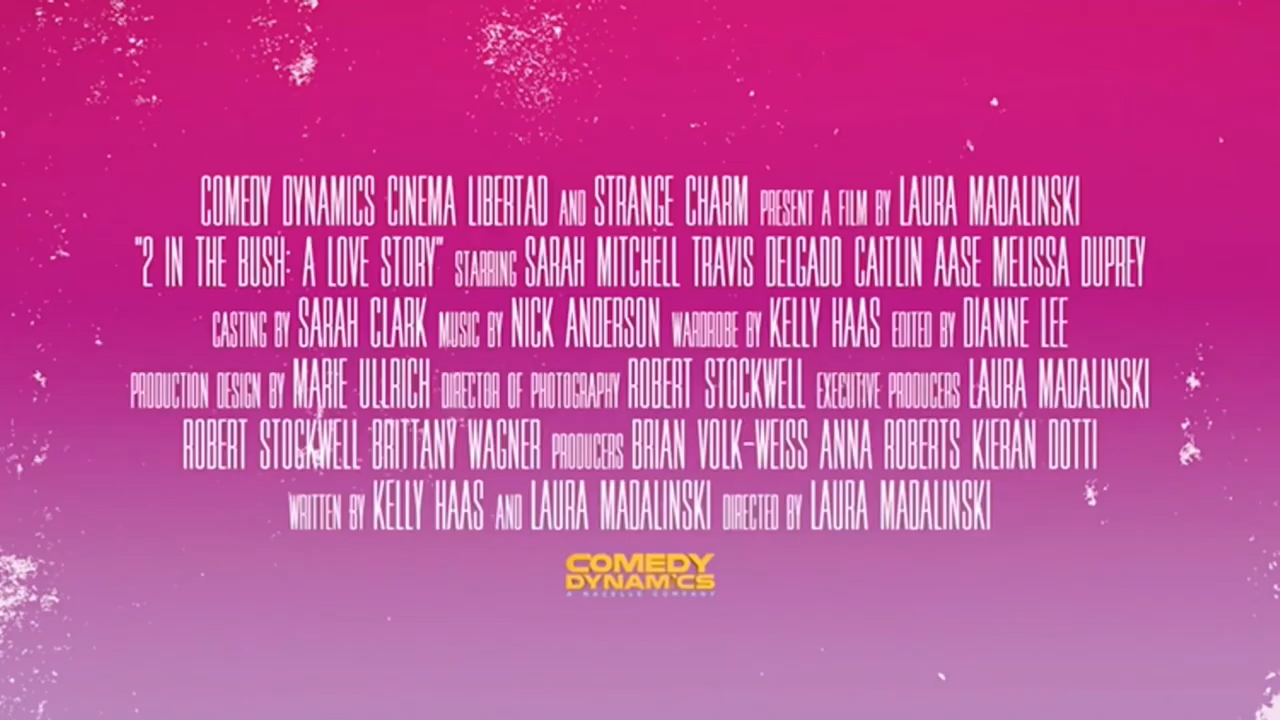 COMEDY DYNAMICS CINEMA LIBERTAD AND STRANGE CHARM PRESENT A FILM BY LAURA MADALINSKI
"2 IN THE BUSH: A LOVE STORY" STARRING SARAH MITCHELL TRAVIS DELGADO CAITLIN AASE MELISSA DUPREY
CASTING BY SARAH CLARK MUSIC BY NICK ANDERSON WARDROBE BY KELLY HAAS EDITED BY DIANNE LEE
PRODUCTION DESIGN BY MARIE ULLRICH DIRECTOR OF PHOTOGRAPHY ROBERT STOCKWELL EXECUTIVE PRODUCERS LAURA MADALINSKI
ROBERT STOCKWELL BRITTANY WAGNER PRODUCERS BRIAN VOLK-WEISS ANNA ROBERTS KIERAN DOTTI
WRITTEN BY KELLY HAAS AND LAURA MADALINSKI DIRECTED BY LAURA MADALINSKI
COMEDY
DYNAMICS
A NACELLE COMPANY